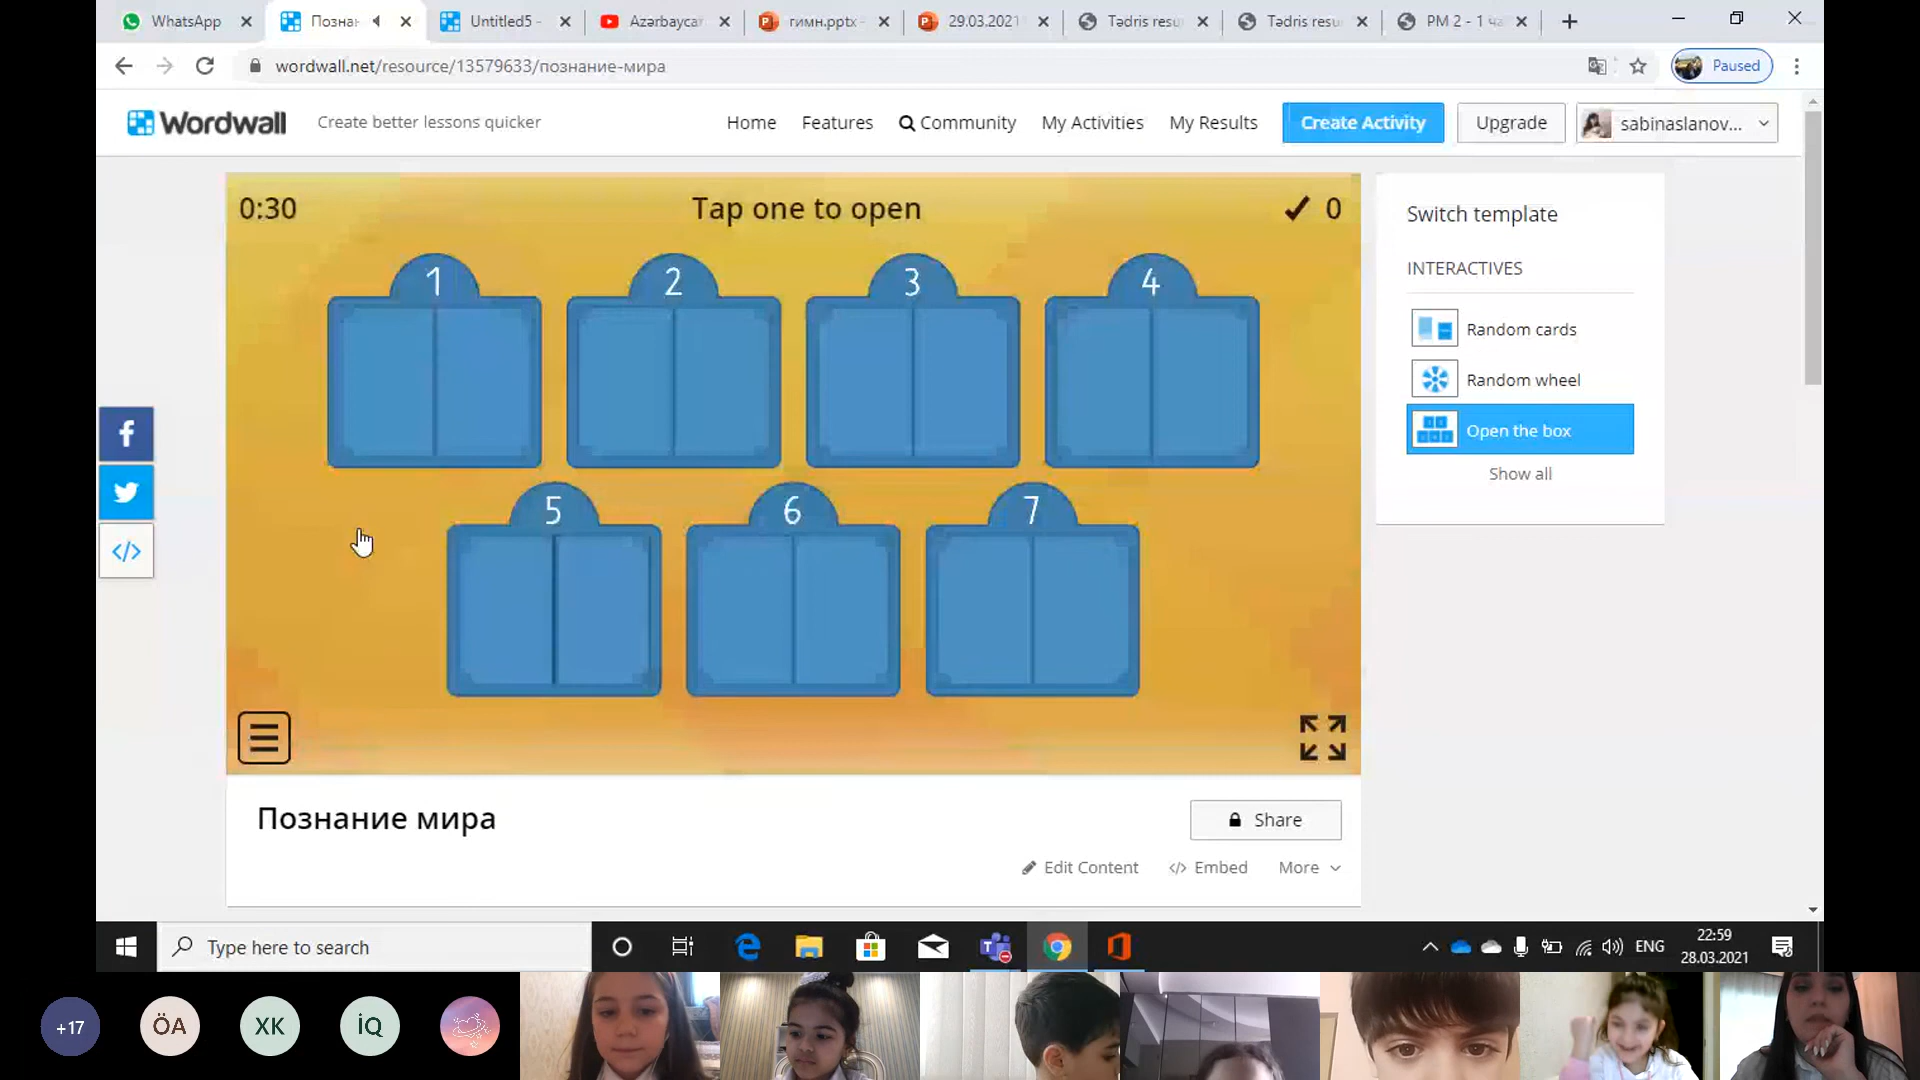 WhatsApp
Познан
Untitled5 -
Azərbayca
гимн.pptx -
29.03.2021
Tədris resu
Tədris resu
PM 2 - 1 ча
wordwall.net/resource/13579633/познание-мира
Paused
Wordwall
Create better lessons quicker
Home
Features
Community
My Activities
My Results
Create Activity
Upgrade
sabinaslanov...
0:30
Tap one to open
0
1
2
3
4
5
6
7
Switch template
INTERACTIVES
Random cards
Random wheel
Open the box
Show all
Познание мира
Share
Edit Content
Embed
More
Type here to search
ENG
22:59
28.03.2021
+17
ÖA
XK
İQ